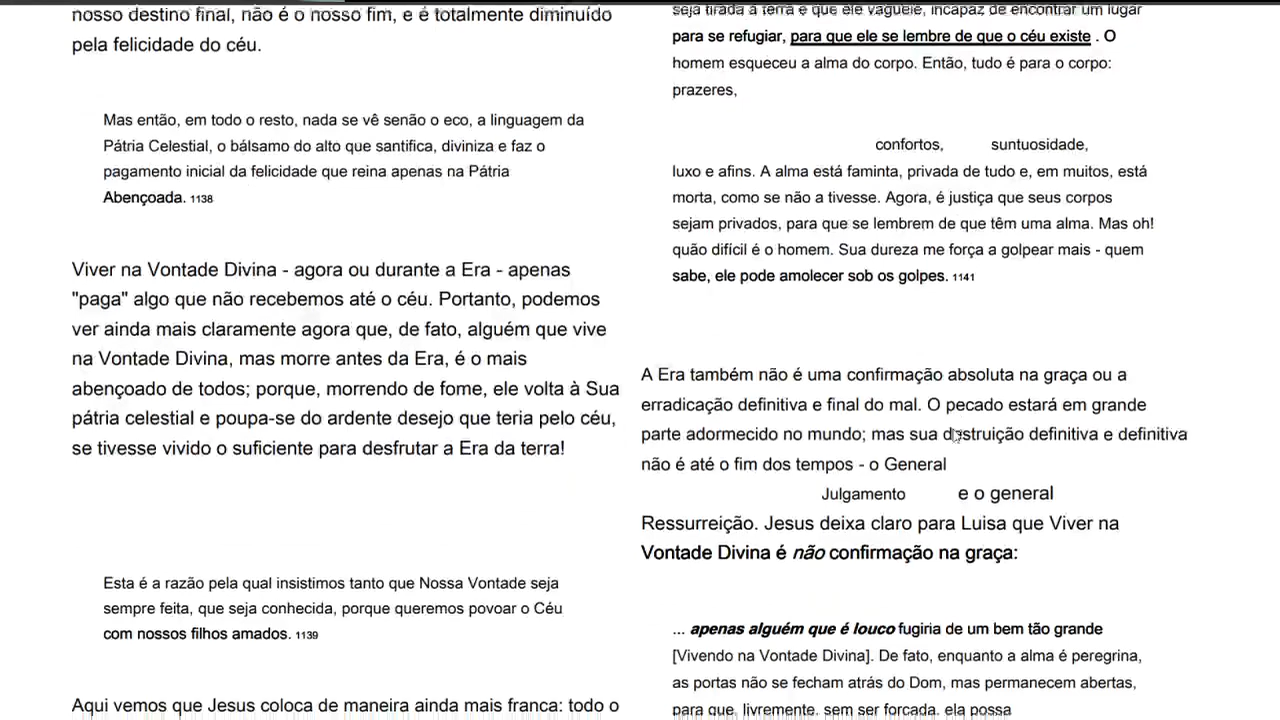 nosso destino final, não é o nosso fim, e é totalmente diminuído
pela felicidade do céu.
Mas então, em todo o resto, nada se vê senão o eco, a linguagem da
Pátria Celestial, o bálsamo do alto que santifica, diviniza e faz o
pagamento inicial da felicidade que reina apenas na Pátria
Abençoada. 1138
Viver na Vontade Divina - agora ou durante a Era - apenas
"paga" algo que não recebemos até o céu. Portanto, podemos
ver ainda mais claramente agora que, de fato, alguém que vive
na Vontade Divina, mas morre antes da Era, é o mais
abençoado de todos; porque, morrendo de fome, ele volta à Sua
pátria celestial e poupa-se do ardente desejo que teria pelo céu,
se tivesse vivido o suficiente para desfrutar a Era da terra!
Esta é a razão pela qual insistimos tanto que Nossa Vontade seja
sempre feita, que seja conhecida, porque queremos povoar o Céu
com nossos filhos amados. 1139
Aqui vemos que Jesus coloca de maneira ainda mais franca: todo o
seja tirada a terra e que ele vagueie, incapaz de encontrar um lugar
para se refugiar, para que ele se lembre de que o céu existe . O
homem esqueceu a alma do corpo. Então, tudo é para o corpo:
prazeres,
confortos, suntuosidade,
luxo e afins. A alma está faminta, privada de tudo e, em muitos, está
morta, como se não a tivesse. Agora, é justiça que seus corpos
sejam privados, para que se lembrem de que têm uma alma. Mas oh!
quão difícil é o homem. Sua dureza me força a golpear mais - quem
sabe, ele pode amolecer sob os golpes. 1141
A Era também não é uma confirmação absoluta na graça ou a
erradicação definitiva e final do mal. O pecado estará em grande
parte adormecido no mundo; mas sua destruição definitiva e definitiva
não é até o fim dos tempos - o General
Julgamento e o general
Ressurreição. Jesus deixa claro para Luisa que Viver na
Vontade Divina é não confirmação na graça:
... apenas alguém que é louco fugiria de um bem tão grande
[Vivendo na Vontade Divina]. De fato, enquanto a alma é peregrina,
as portas não se fecham atrás do Dom, mas permanecem abertas,
para que, livremente, sem ser forçada, ela possa